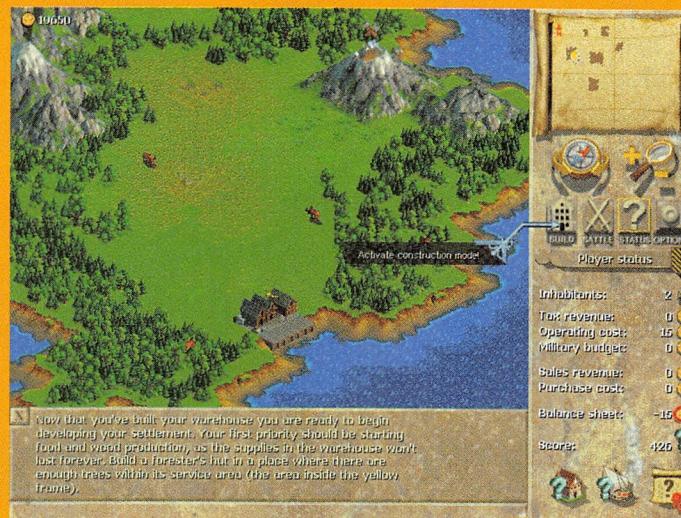 19650
Activate construction mode!
BUILD BATTLE STATUS OPTION
Player status
Inhabitants: 2
Tax revenue: 0
Operating cost: 15
Military budget: 0
Sales revenue: 0
Purchase cost: 0
Balance sheet: -15
Score: 426
X
Now that you've built your warehouse you are ready to begin
developing your settlement. Your first priority should be starting
food and wood production, as the supplies in the warehouse won't
last forever. Build a forester's hut in a place where there are
enough trees within its service area (the area inside the yellow
frame).